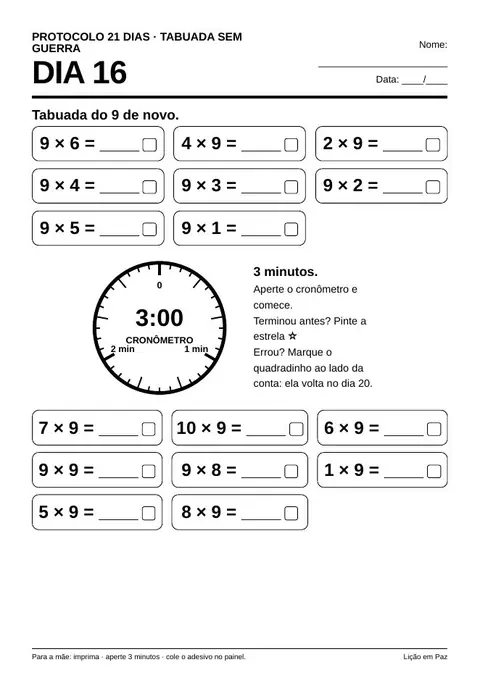 PROTOCOLO 21 DIAS · TABUADA SEM
GUERRA
DIA 16
Nome:
Data: ____/____
Tabuada do 9 de novo.
9 × 6 = ____ 4 × 9 = ____ 2 × 9 = ____
9 × 4 = ____ 9 × 3 = ____ 9 × 2 = ____
9 × 5 = ____ 9 × 1 = ____
0
3:00
CRONÔMETRO
2 min 1 min
3 minutos.
Aperte o cronômetro e
comece.
Terminou antes? Pinte a
estrela ☆
Errou? Marque o
quadradinho ao lado da
conta: ela volta no dia 20.
7 × 9 = ____ 10 × 9 = ____ 6 × 9 = ____
9 × 9 = ____ 9 × 8 = ____ 1 × 9 = ____
5 × 9 = ____ 8 × 9 = ____
Para a mãe: imprima · aperte 3 minutos · cole o adesivo no painel.
Lição em Paz